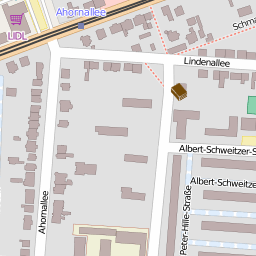 Ahornallee
LIDL
Schma
Lindenallee
Albert-Schweitzer-S
Albert-Schweitze
Ahornallee
Peter-Hille-Straße